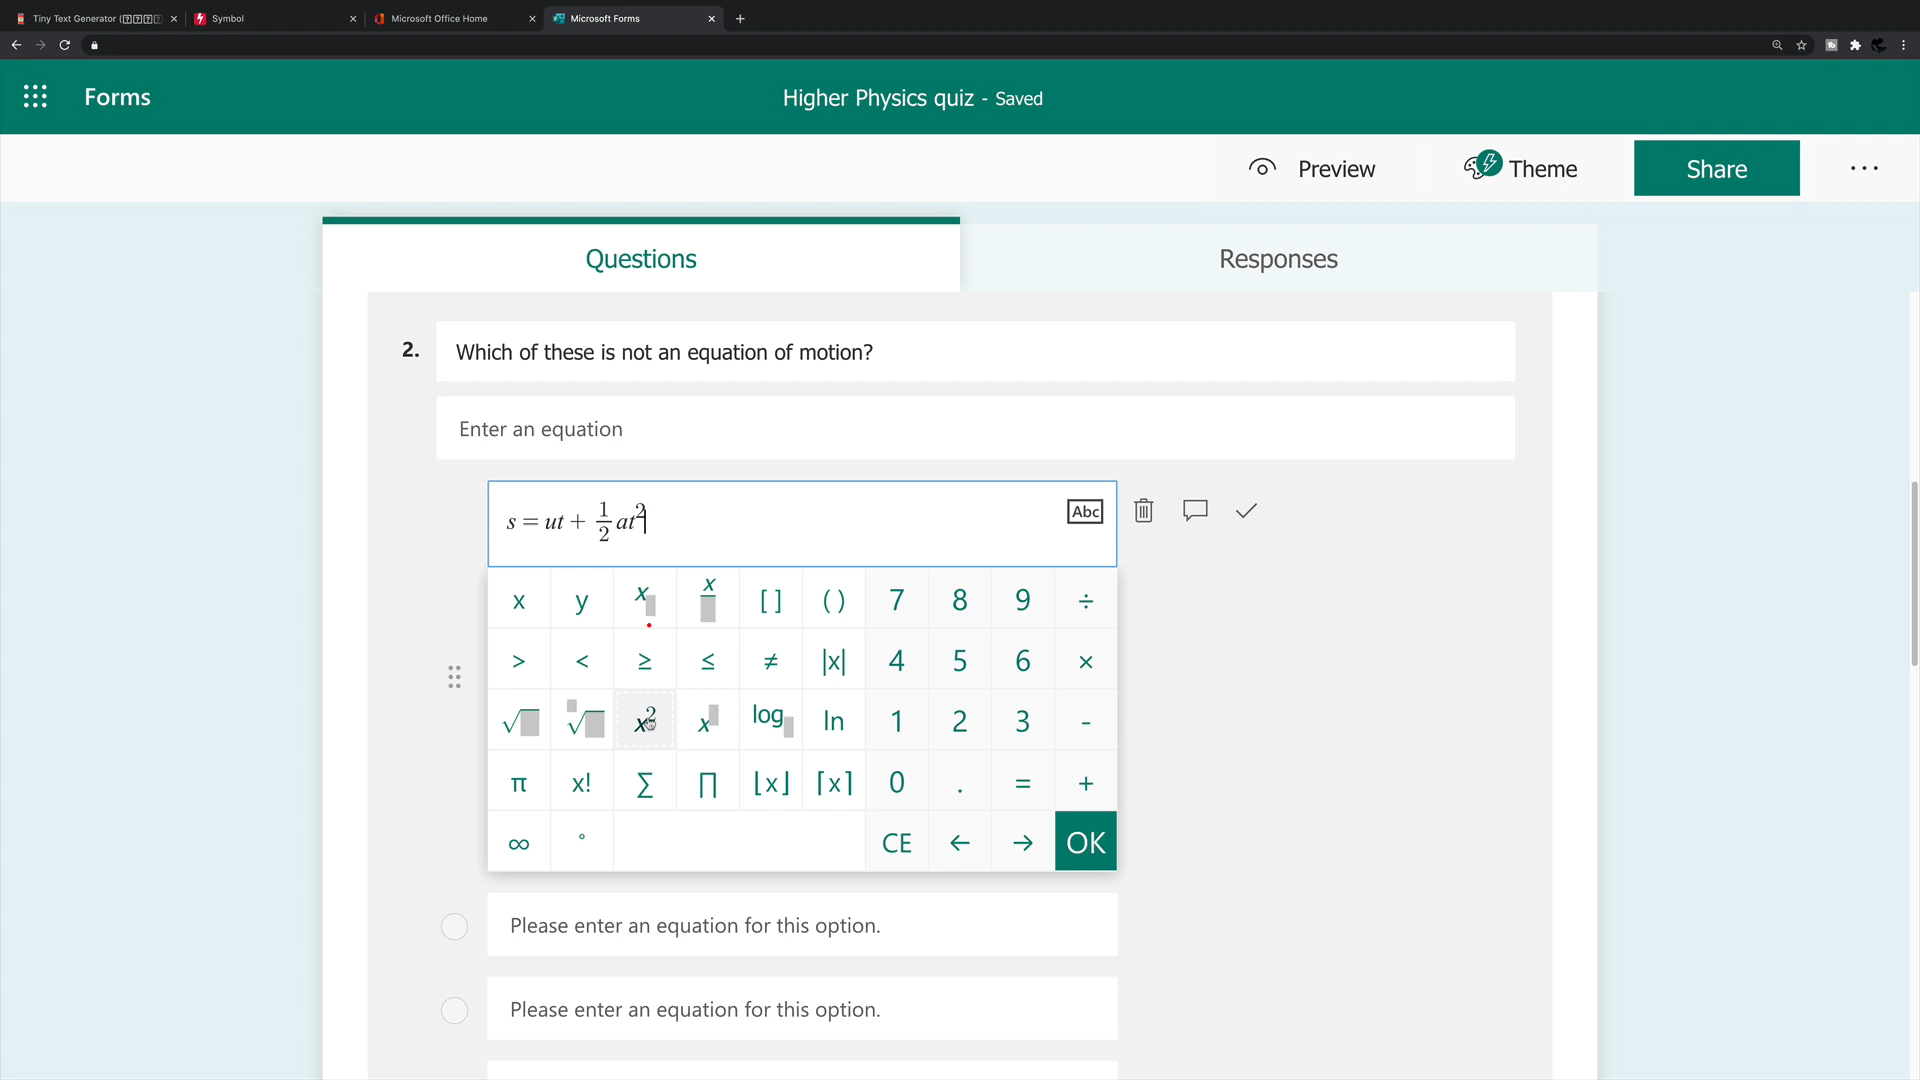 Tiny Text Generator (
Symbol
Microsoft Office Home
Microsoft Forms
Forms
Higher Physics quiz - Saved
Preview
Theme
Share
Questions
Responses
2.
Which of these is not an equation of motion?
Enter an equation
s = ut + 1/2 at²
Abc
x y x x [ ] ( ) 7 8 9 ÷
> < ≥ ≤ ≠ |x| 4 5 6 ×
√ √ x² x log ln 1 2 3 -
π x! ∑ ∏ ⌊x⌋ ⌈x⌉ 0 . = +
∞ ° CE ← → OK
Please enter an equation for this option.
Please enter an equation for this option.